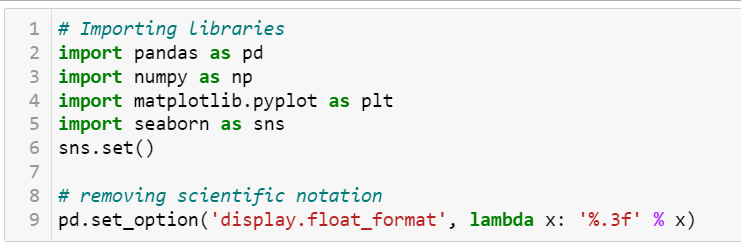 1 # Importing libraries
2 import pandas as pd
3 import numpy as np
4 import matplotlib.pyplot as plt
5 import seaborn as sns
6 sns.set()
7
8 # removing scientific notation
9 pd.set_option('display.float_format', lambda x: '%.3f' % x)